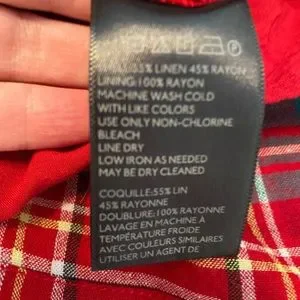 55% LINEN 45% RAYON
LINING:100% RAYON
MACHINE WASH COLD
WITH LIKE COLORS
USE ONLY NON-CHLORINE
BLEACH
LINE DRY
LOW IRON AS NEEDED
MAY BE DRY CLEANED
COQUILLE:55% LIN
45% RAYONNE
DOUBLURE:100% RAYONNE
LAVAGE EN MACHINE À
TEMPÉRATURE FROIDE
AVEC COULEURS SIMILAIRES
UTILISER UN AGENT DE